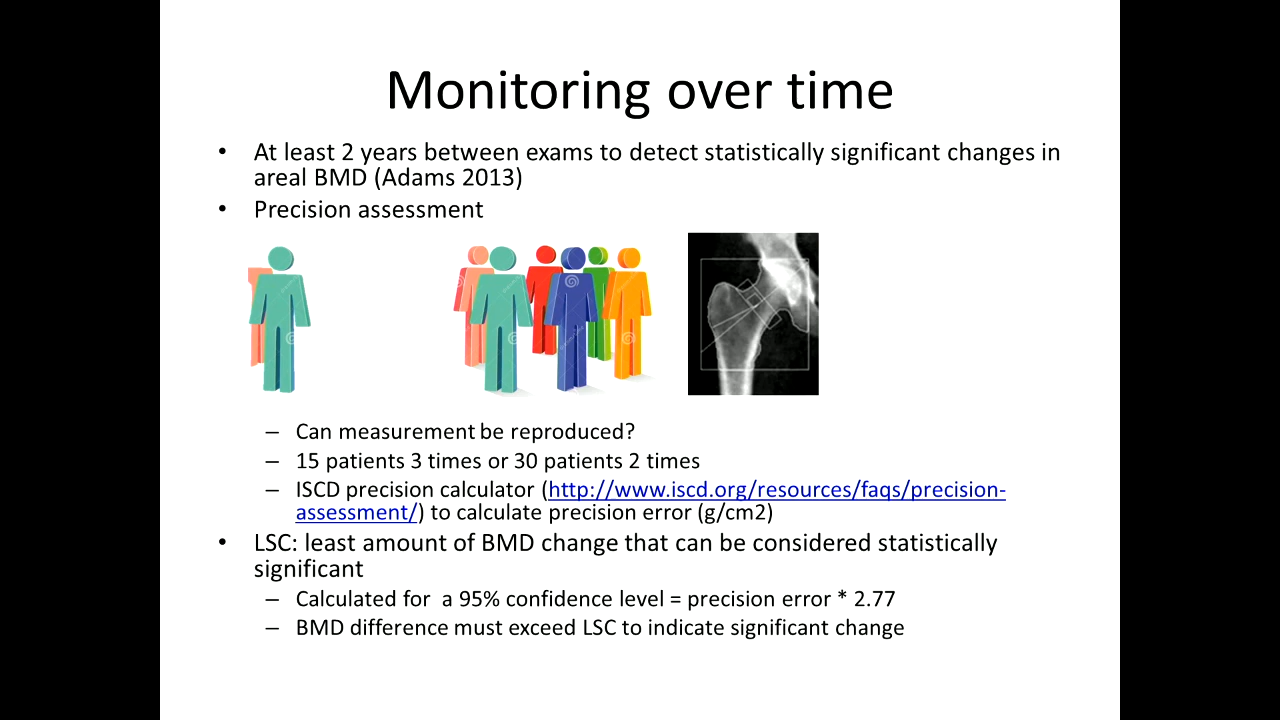 Monitoring over time
• At least 2 years between exams to detect statistically significant changes in
areal BMD (Adams 2013)
• Precision assessment
– Can measurement be reproduced?
– 15 patients 3 times or 30 patients 2 times
– ISCD precision calculator (http://www.iscd.org/resources/faqs/precision-
assessment/) to calculate precision error (g/cm2)
• LSC: least amount of BMD change that can be considered statistically
significant
– Calculated for  a 95% confidence level = precision error * 2.77
– BMD difference must exceed LSC to indicate significant change